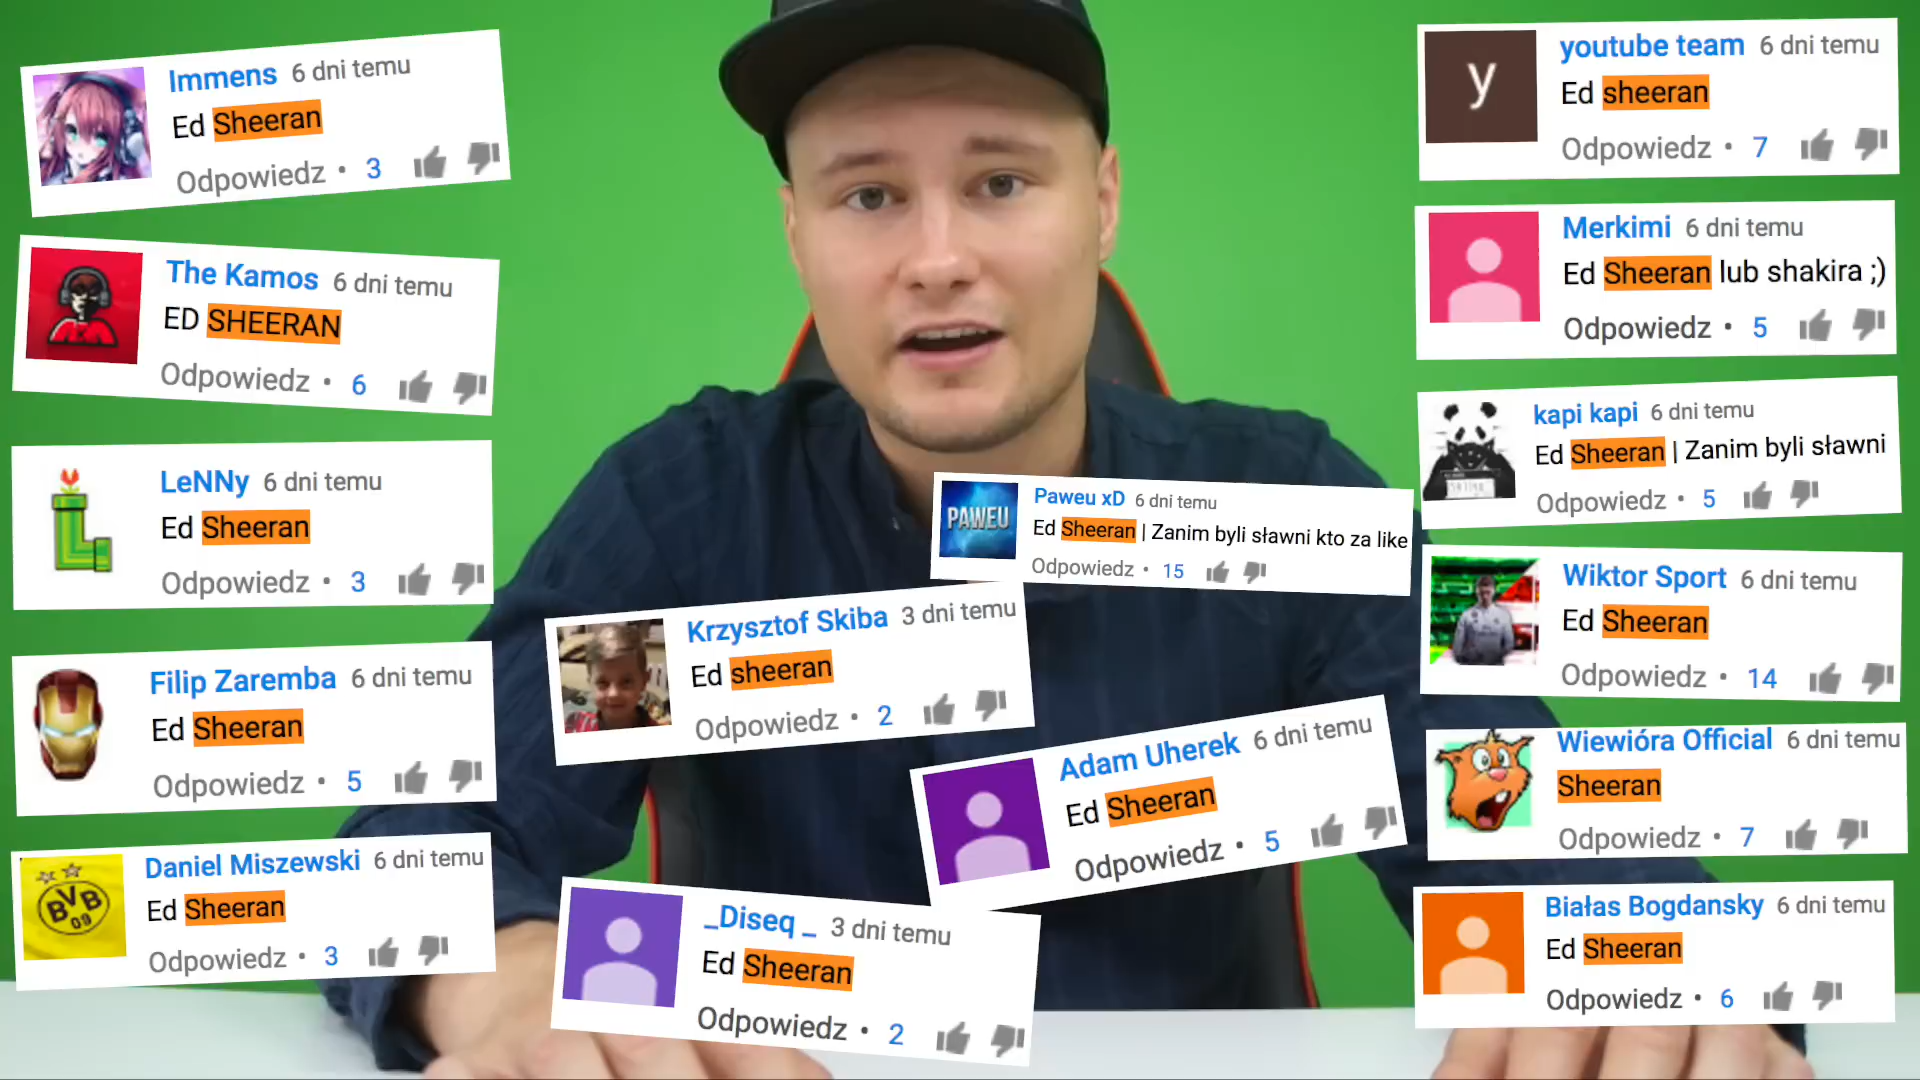 Immens 6 dni temu
Ed Sheeran
Odpowiedz • 3
The Kamos 6 dni temu
ED SHEERAN
Odpowiedz • 6
LeNNy 6 dni temu
Ed Sheeran
Odpowiedz • 3
Filip Zaremba 6 dni temu
Ed Sheeran
Odpowiedz • 5
BVB
09
Daniel Miszewski 6 dni temu
Ed Sheeran
Odpowiedz • 3
PAWEU
Paweu xD 6 dni temu
Ed Sheeran | Zanim byli sławni kto za like
Odpowiedz • 15
Krzysztof Skiba 3 dni temu
Ed sheeran
Odpowiedz • 2
Adam Uherek 6 dni temu
Ed Sheeran
Odpowiedz • 5
_Diseq _ 3 dni temu
Ed Sheeran
Odpowiedz • 2
y
youtube team 6 dni temu
Ed sheeran
Odpowiedz • 7
Merkimi 6 dni temu
Ed Sheeran lub shakira ;)
Odpowiedz • 5
kapi kapi 6 dni temu
Ed Sheeran | Zanim byli sławni
Odpowiedz • 5
Wiktor Sport 6 dni temu
Ed Sheeran
Odpowiedz • 14
Wiewióra Official 6 dni temu
Sheeran
Odpowiedz • 7
Białas Bogdansky 6 dni temu
Ed Sheeran
Odpowiedz • 6